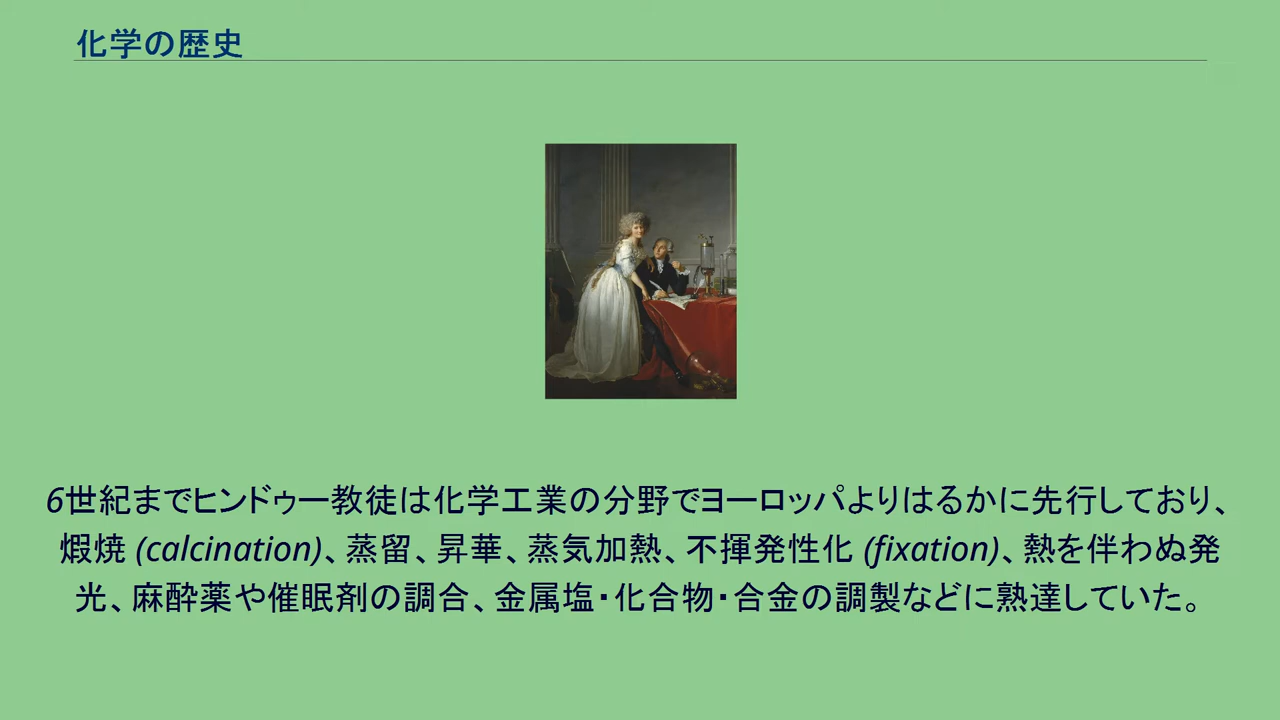 化学の歴史
6世紀までヒンドゥー教徒は化学工業の分野でヨーロッパよりはるかに先行しており、
煆焼 (calcination)、蒸留、昇華、蒸気加熱、不揮発性化 (fixation)、熱を伴わぬ発
光、麻酔薬や催眠剤の調合、金属塩・化合物・合金の調製などに熟達していた。